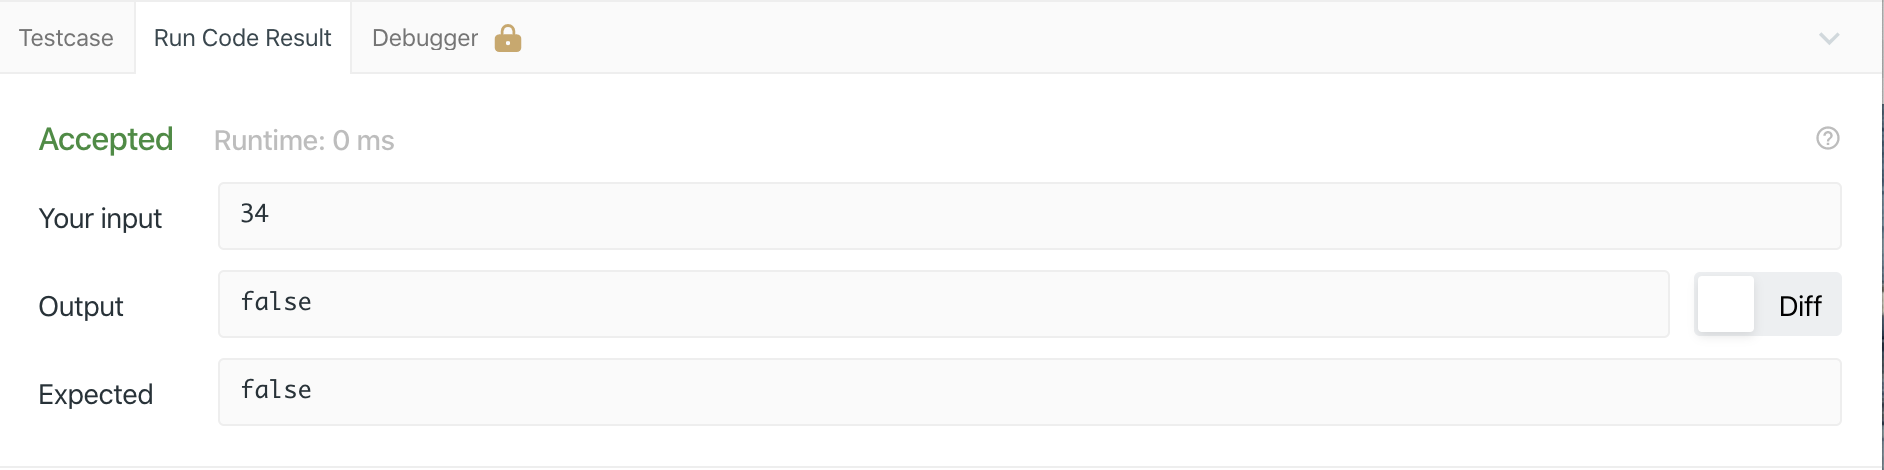 Testcase Run Code Result Debugger
Accepted Runtime: 0 ms
Your input 34
Output false Diff
Expected false